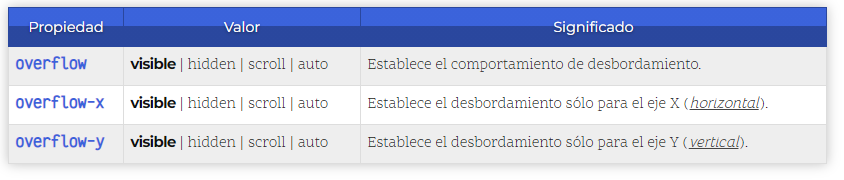 Propiedad Valor Significado
overflow visible | hidden | scroll | auto Establece el comportamiento de desbordamiento.
overflow-x visible | hidden | scroll | auto Establece el desbordamiento sólo para el eje X (horizontal).
overflow-y visible | hidden | scroll | auto Establece el desbordamiento sólo para el eje Y (vertical).